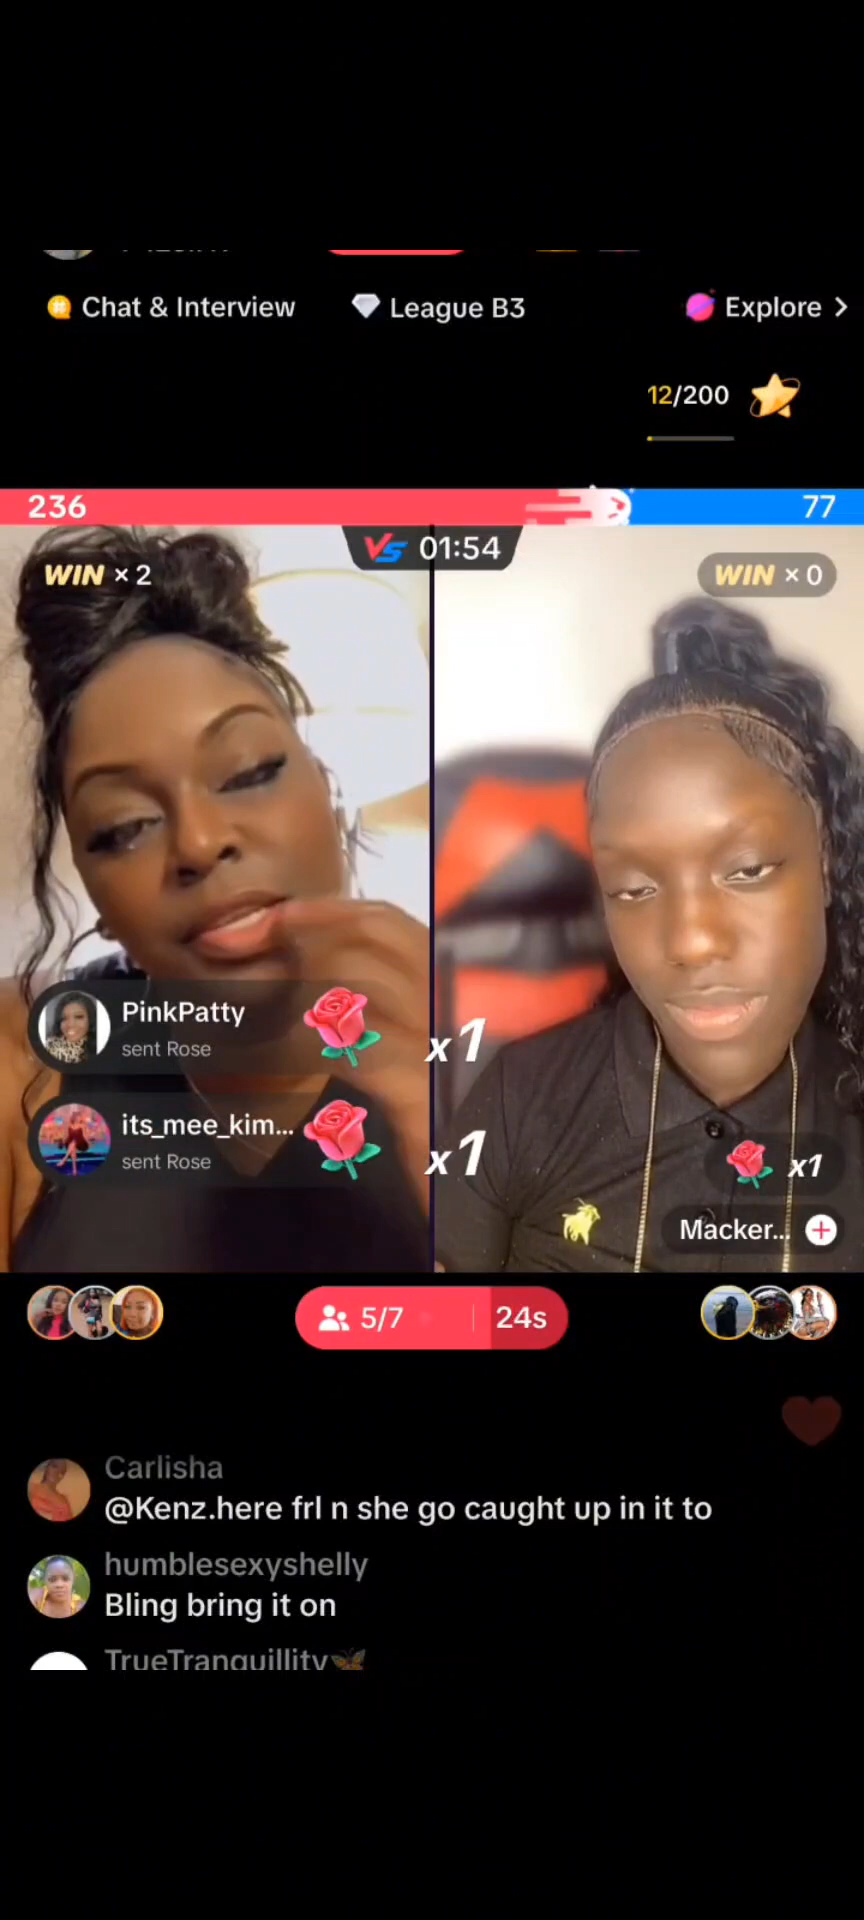 Chat & Interview
League B3
Explore >
12/200
236
77
VS 01:54
WIN × 2
WIN × 0
PinkPatty
sent Rose
x1
its_mee_kim...
sent Rose
x1
x1
Macker... +
5/7
24s
Carlisha
@Kenz.here frl n she go caught up in it to
humblesexyshelly
Bling bring it on
TrueTranquillity🦋